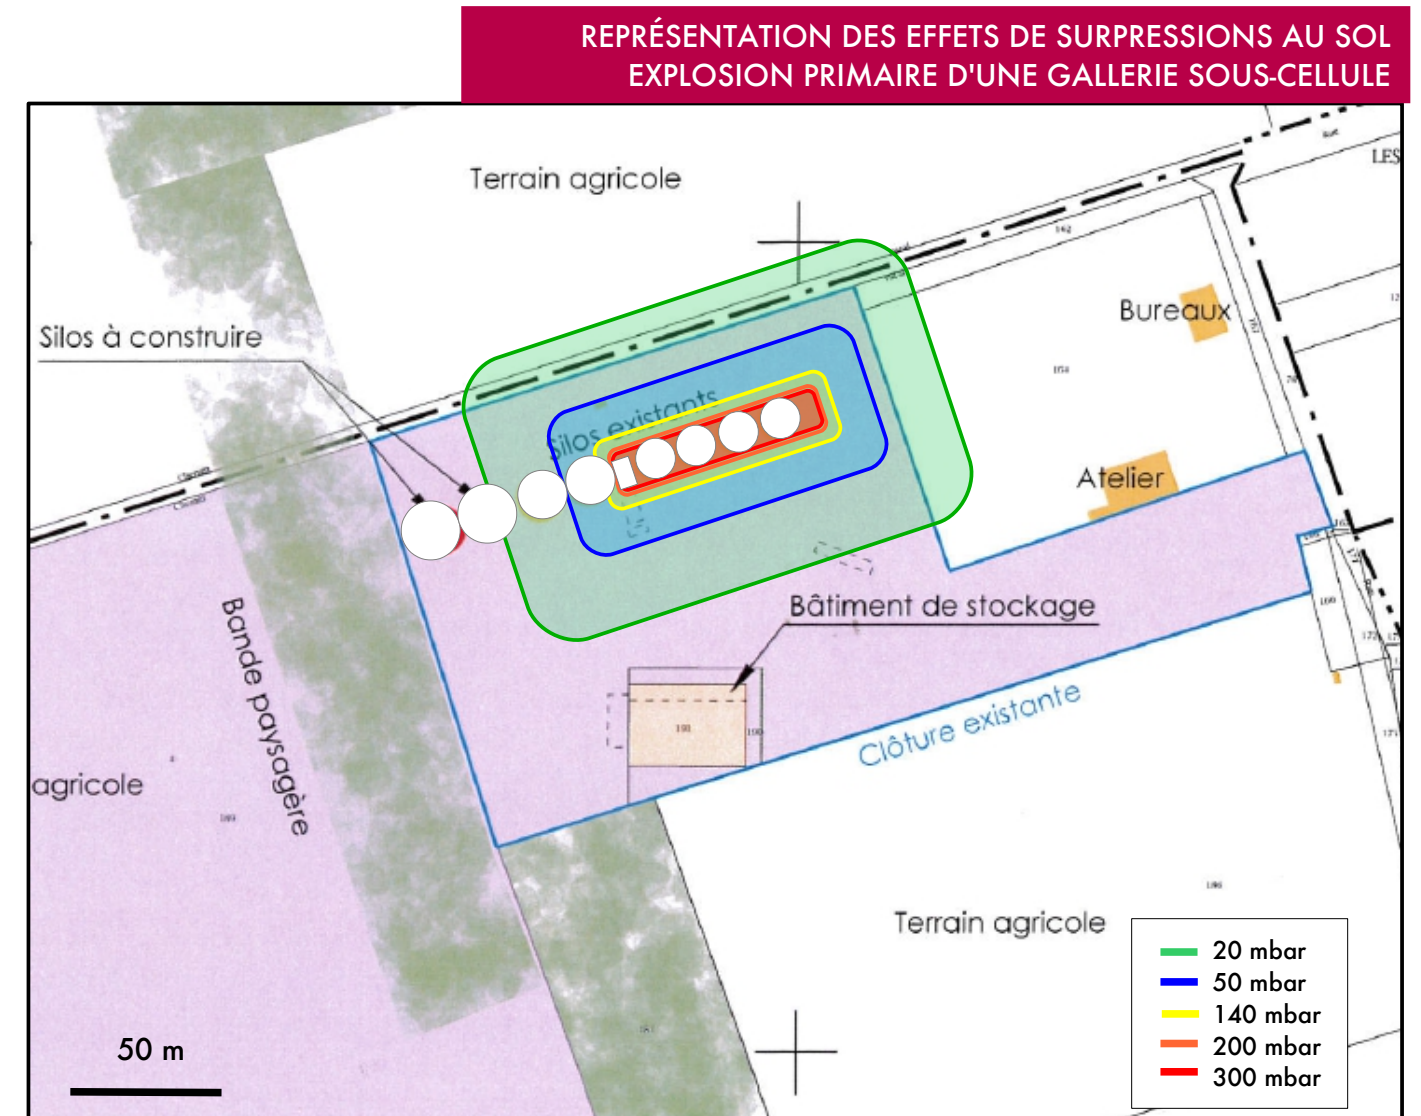 REPRÉSENTATION DES EFFETS DE SURPRESSIONS AU SOL
EXPLOSION PRIMAIRE D'UNE GALLERIE SOUS-CELLULE
LES
Terrain agricole
162
Bureaux
Silos à construire
Silos existants
Atelier
Bâtiment de stockage
Bande paysagère
Clôture existante
agricole
Terrain agricole
20 mbar
50 mbar
140 mbar
200 mbar
300 mbar
50 m